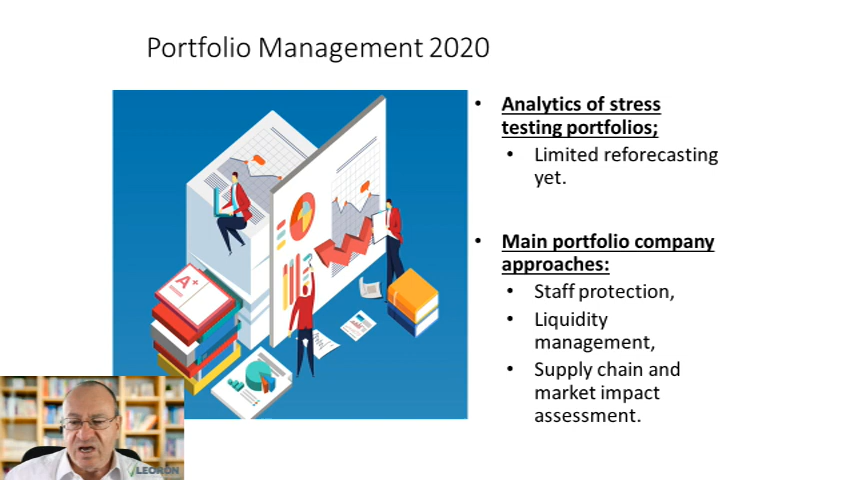 Portfolio Management 2020
• Analytics of stress
testing portfolios;
• Limited reforecasting
yet.
• Main portfolio company
approaches:
• Staff protection,
• Liquidity
management,
• Supply chain and
market impact
assessment.
A+
LEORON